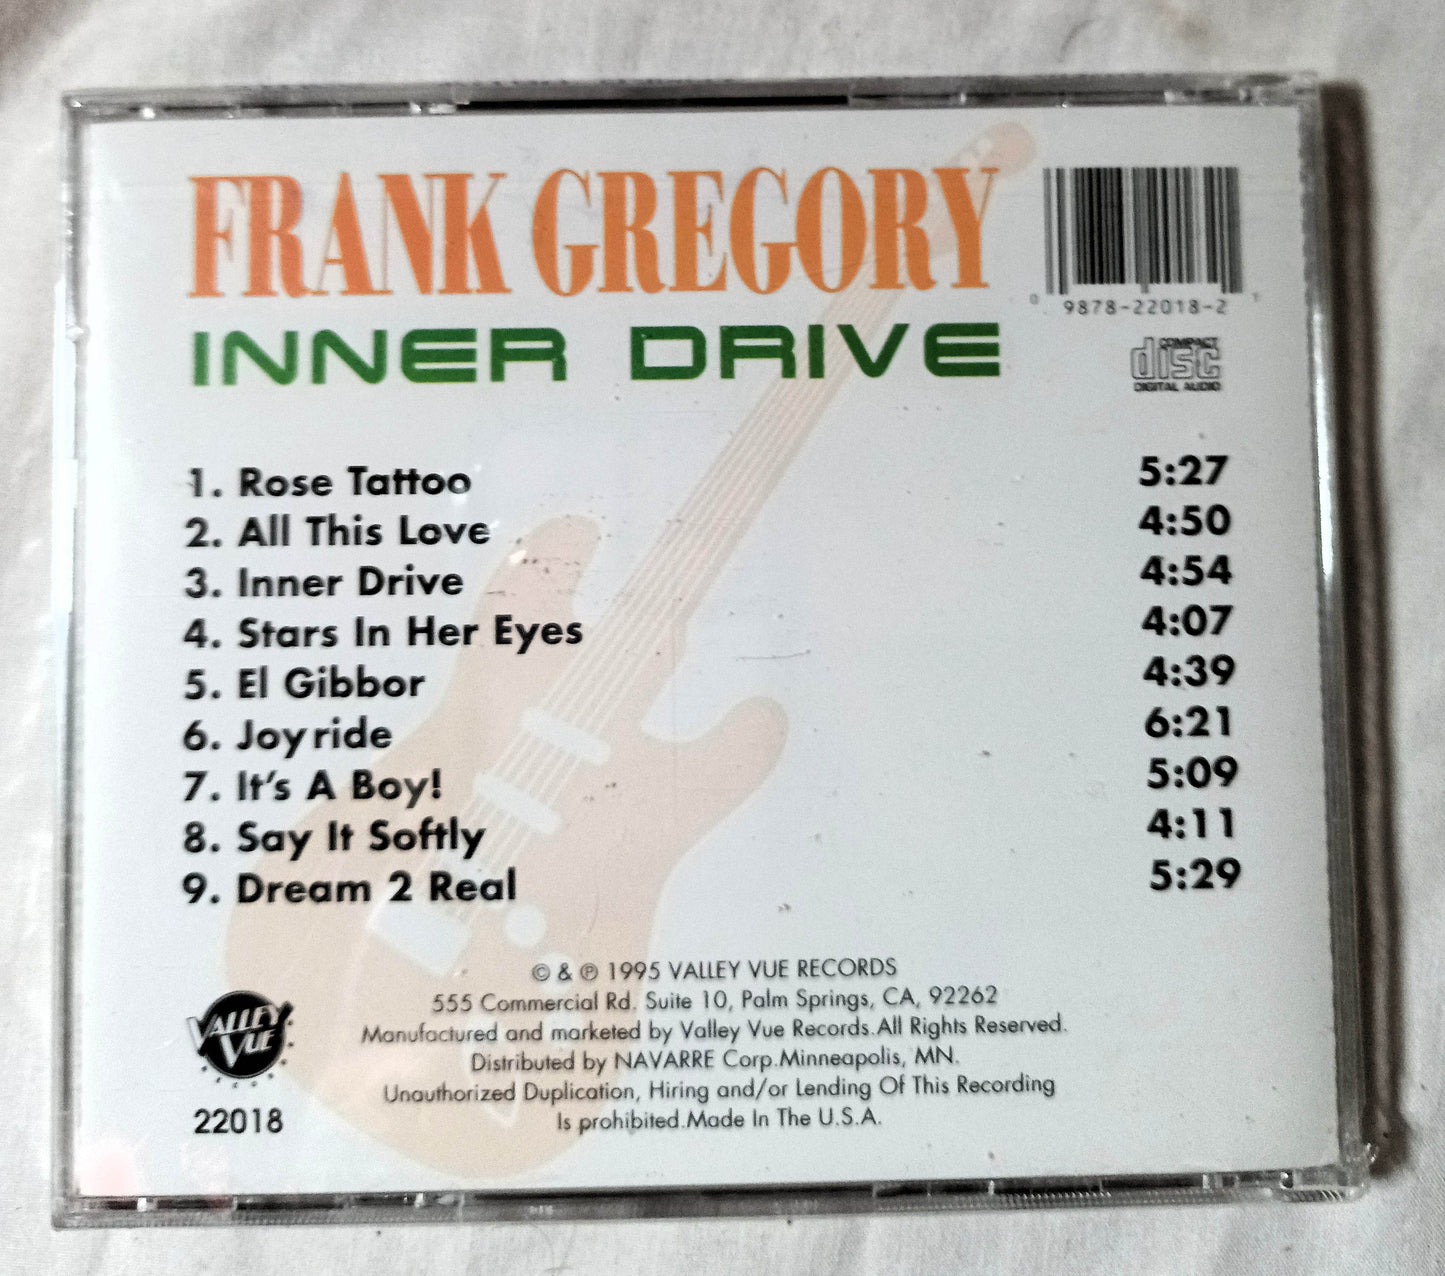 FRANK GREGORY
INNER DRIVE
0 9878-22018-2 1
COMPACT
disc
DIGITAL AUDIO
1. Rose Tattoo 5:27
2. All This Love 4:50
3. Inner Drive 4:54
4. Stars In Her Eyes 4:07
5. El Gibbor 4:39
6. Joyride 6:21
7. It's A Boy! 5:09
8. Say It Softly 4:11
9. Dream 2 Real 5:29
© & ℗ 1995 VALLEY VUE RECORDS
555 Commercial Rd. Suite 10, Palm Springs, CA, 92262
Manufactured and marketed by Valley Vue Records.All Rights Reserved.
Distributed by NAVARRE Corp.Minneapolis, MN.
Unauthorized Duplication, Hiring and/or Lending Of This Recording
Is prohibited.Made In The U.S.A.
VALLEY
VUE
RECORDS
22018